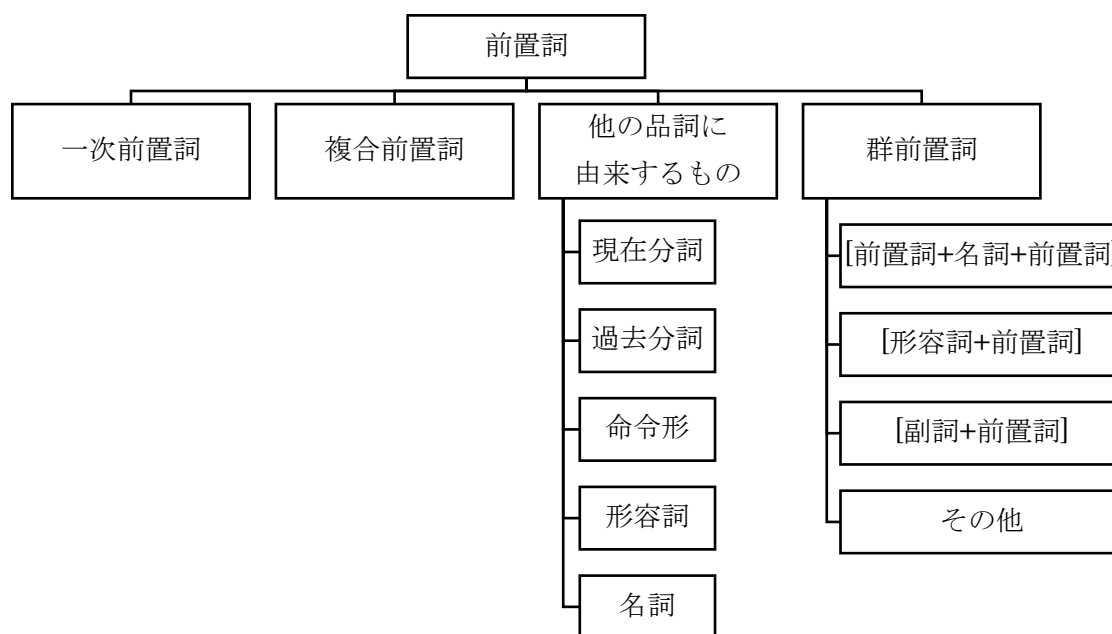 前置詞
一次前置詞
複合前置詞
他の品詞に
由来するもの
群前置詞
現在分詞
過去分詞
命令形
形容詞
名詞
[前置詞+名詞+前置詞]
[形容詞+前置詞]
[副詞+前置詞]
その他